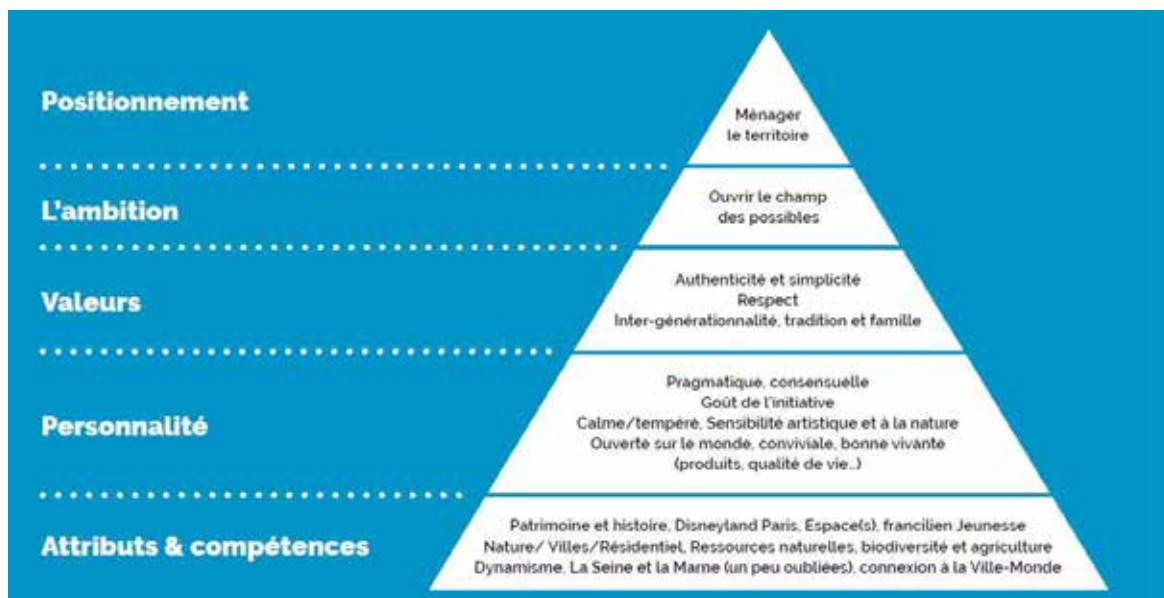 Positionnement
Ménager
le territoire
L'ambition
Ouvrir le champ
des possibles
Valeurs
Authenticité et simplicité
Respect
Inter-générationnalité, tradition et famille
Personnalité
Pragmatique, consensuelle
Goût de l'initiative
Calme/tempéré, Sensibilité artistique et à la nature
Ouverte sur le monde, conviviale, bonne vivante
(produits, qualité de vie...)
Attributs & compétences
Patrimoine et histoire, Disneyland Paris, Espace(s), francilien Jeunesse
Nature/ Villes/Résidentiel, Ressources naturelles, biodiversité et agriculture
Dynamisme, La Seine et la Marne (un peu oubliées), connexion à la Ville-Monde